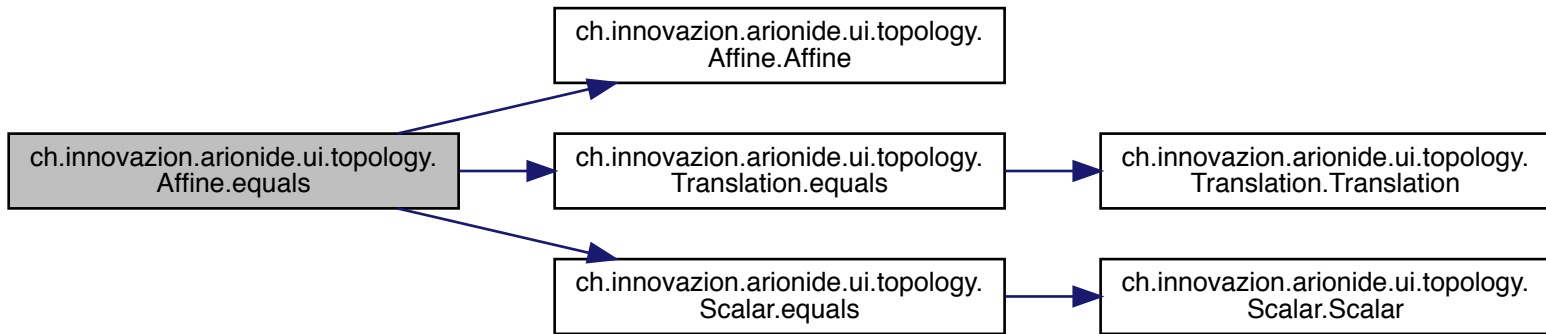 ch.innovazion.arionide.ui.topology.
Affine.equals
ch.innovazion.arionide.ui.topology.
Affine.Affine
ch.innovazion.arionide.ui.topology.
Translation.equals
ch.innovazion.arionide.ui.topology.
Translation.Translation
ch.innovazion.arionide.ui.topology.
Scalar.equals
ch.innovazion.arionide.ui.topology.
Scalar.Scalar